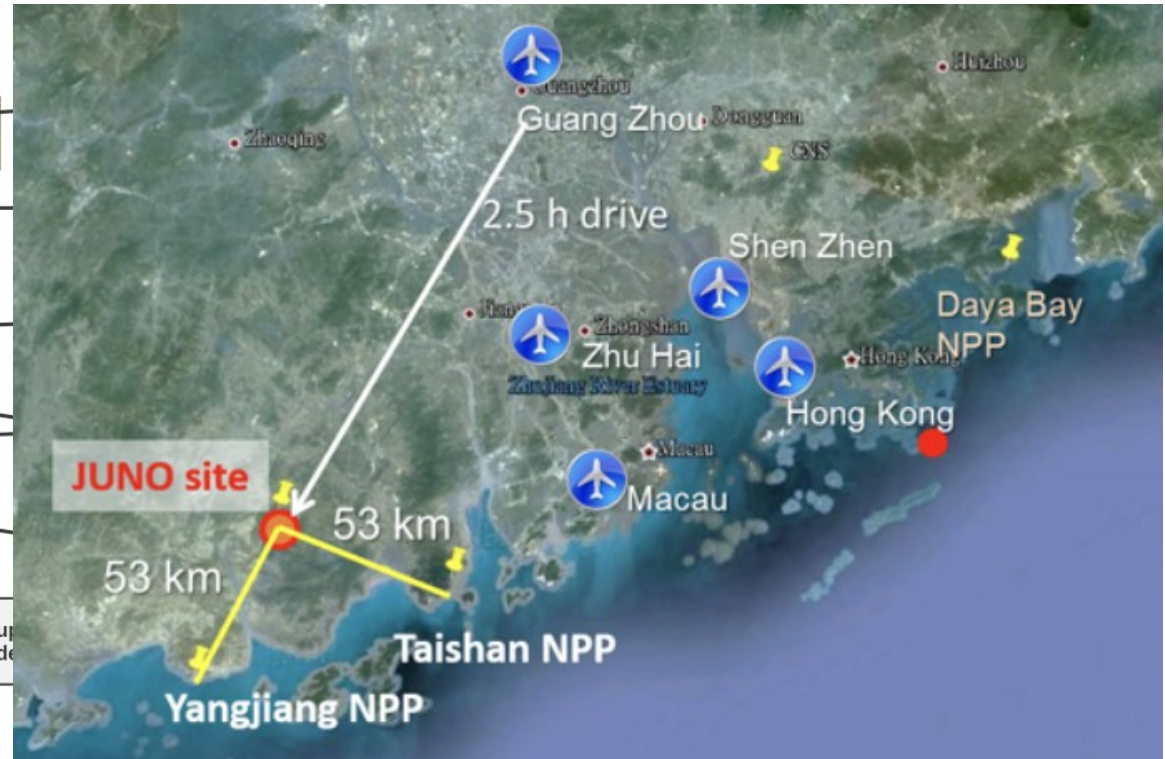 Huizhou
Guangzhou
Guang Zhou
Dongguan
Zhaoqing
CNS
2.5 h drive
Shen Zhen
Daya Bay
NPP
Zhongshan
Zhu Hai
Hong Kong
Zhujiang River Estuary
Hong Kong
Macau
JUNO site
Macau
53 km
53 km
Taishan NPP
Yangjiang NPP